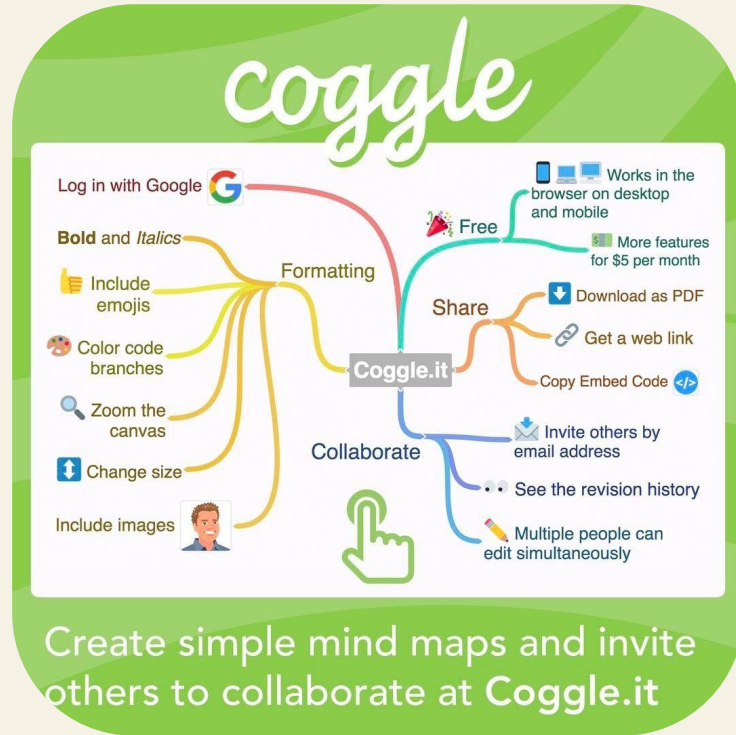 coggle
Log in with Google
Bold and Italics
Formatting
Include
emojis
Color code
branches
Zoom the
canvas
Change size
Include images
Coggle.it
Free
Works in the
browser on desktop
and mobile
More features
for $5 per month
Share
Download as PDF
Get a web link
Copy Embed Code </>
Collaborate
Invite others by
email address
See the revision history
Multiple people can
edit simultaneously
Create simple mind maps and invite
others to collaborate at Coggle.it